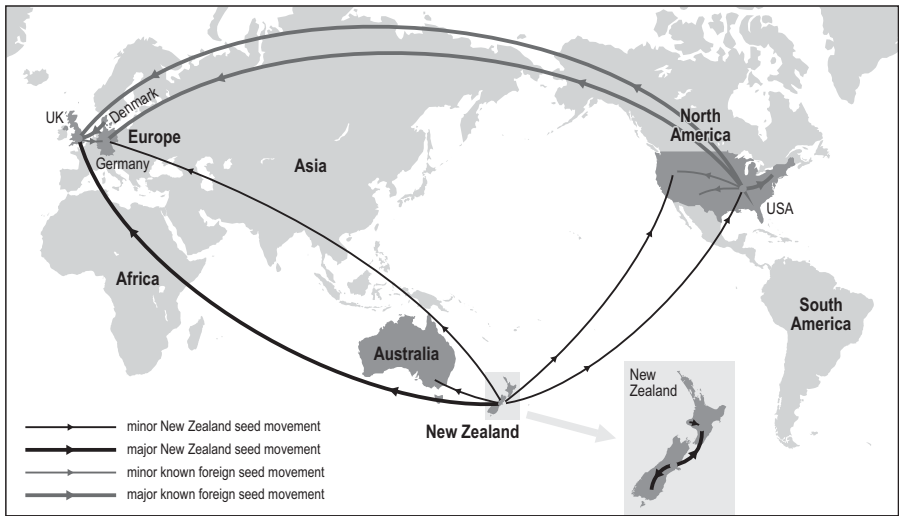 UK
Denmark
Europe
Germany
Asia
North
America
USA
Africa
South
America
Australia
New Zealand
New
Zealand
minor New Zealand seed movement
major New Zealand seed movement
minor known foreign seed movement
major known foreign seed movement